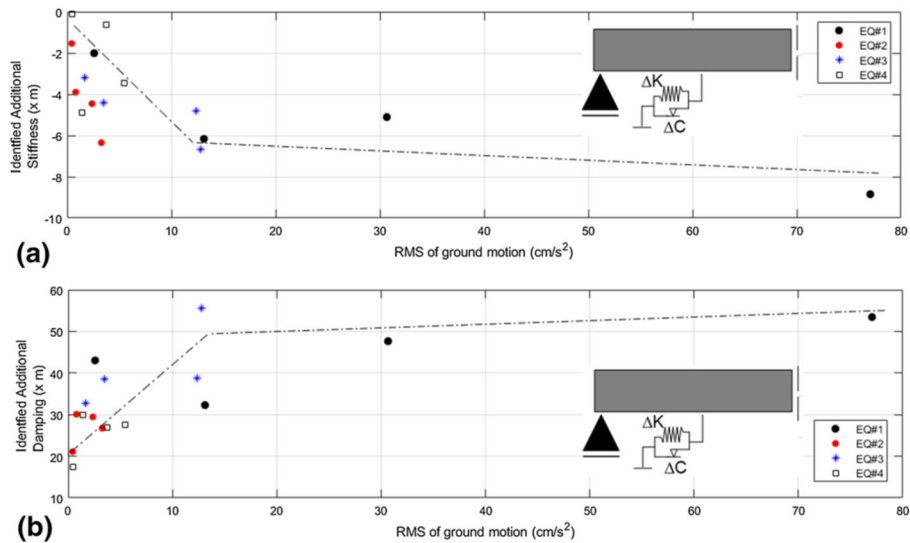 0
-2
-4
-6
-8
-10
Identfied Additional
Stiffness (x m)
0 10 20 30 40 50 60 70 80
RMS of ground motion (cm/s²)
ΔK
ΔC
EQ#1
EQ#2
EQ#3
EQ#4
(a)
60
50
40
30
20
10
Identfied Additional
Damping (x m)
0 10 20 30 40 50 60 70 80
RMS of ground motion (cm/s²)
ΔK
ΔC
EQ#1
EQ#2
EQ#3
EQ#4
(b)